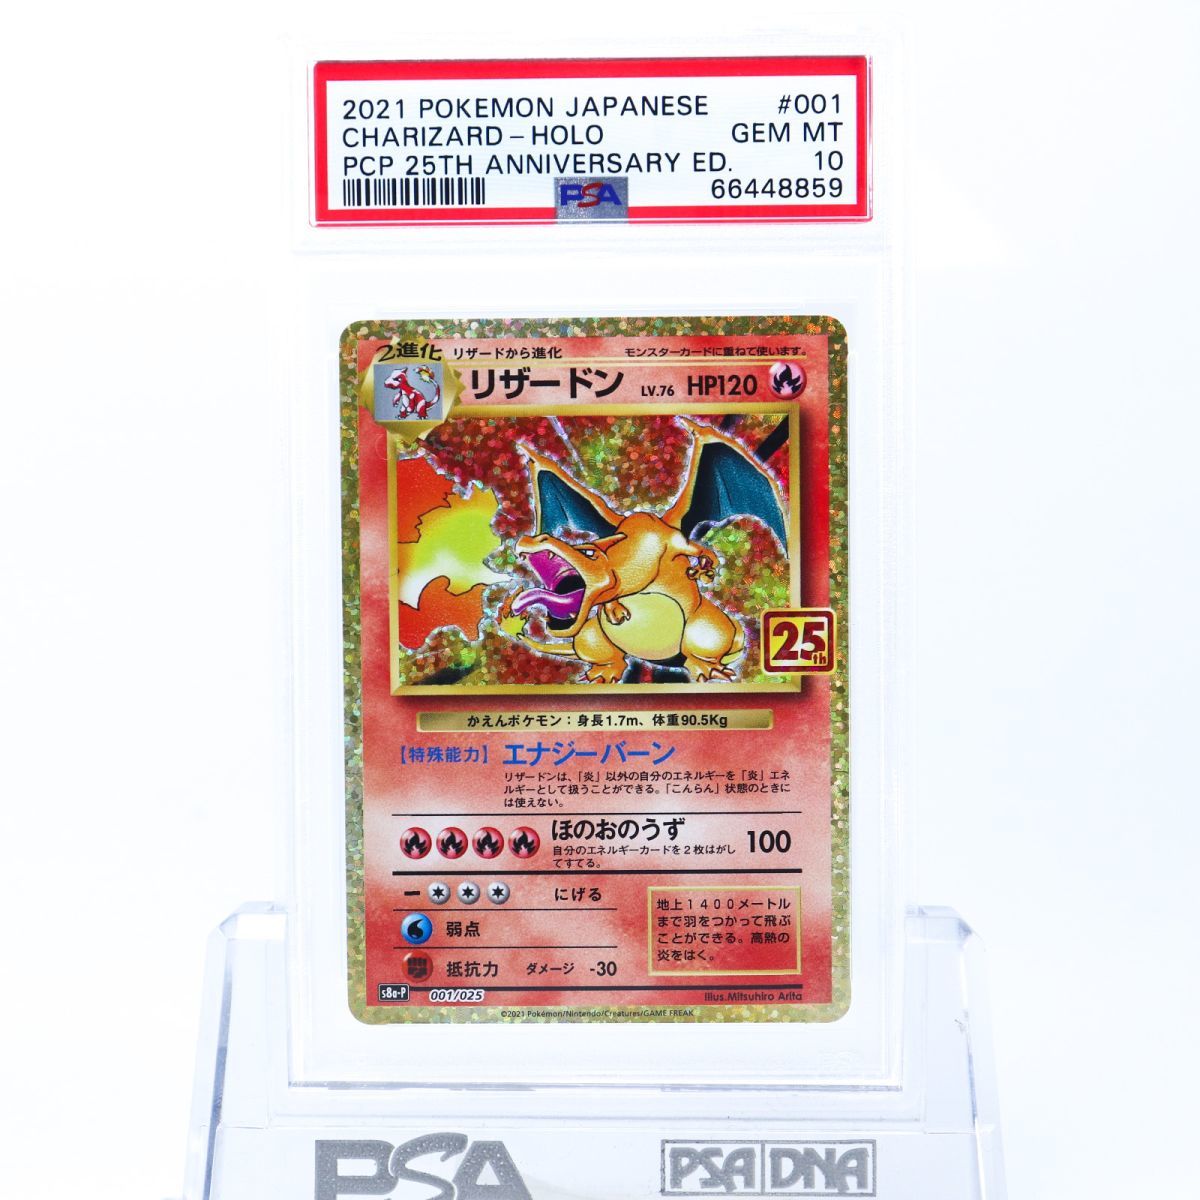 2021 POKEMON JAPANESE #001
CHARIZARD - HOLO GEM MT
PCP 25TH ANNIVERSARY ED. 10
PSA 66448859
2進化 リザードから進化 モンスターカードに重ねて使います。
リザードン LV.76 HP120
25th
かえんポケモン：身長1.7m、体重90.5Kg
【特殊能力】 エナジーバーン
リザードンは、「炎」以外の自分のエネルギーを「炎」エネ
ルギーとして扱うことができる。「こんらん」状態のときに
は使えない。
ほのおのうず 100
自分のエネルギーカードを2枚はがし
てすてる。
ー にげる
弱点
抵抗力 ダメージ -30
地上1400メートル
まで羽をつかって飛ぶ
ことができる。高熱の
炎をはく。
s8a-P 001/025 Illus.Mitsuhiro Arita
©2021 Pokémon/Nintendo/Creatures/GAME FREAK
PSA PSA DNA